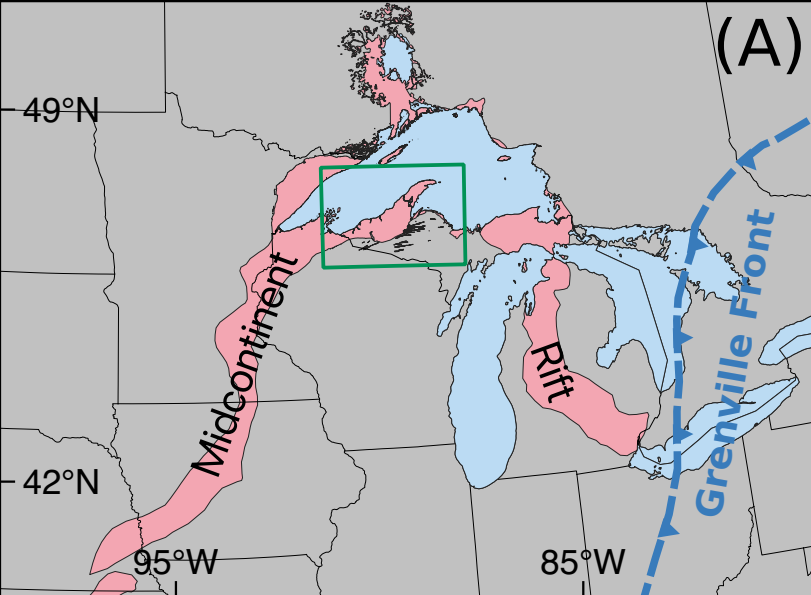 (A)
49°N
Midcontinent
Rift
Grenville Front
42°N
95°W
85°W